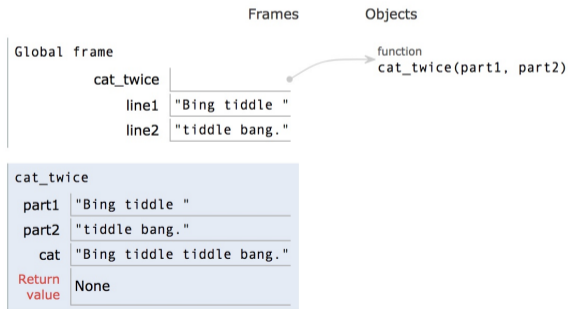 Frames Objects
Global frame
function
cat_twice(part1, part2)
cat_twice
line1 "Bing tiddle "
line2 "tiddle bang."
cat_twice
part1 "Bing tiddle "
part2 "tiddle bang."
cat "Bing tiddle tiddle bang."
Return
value None